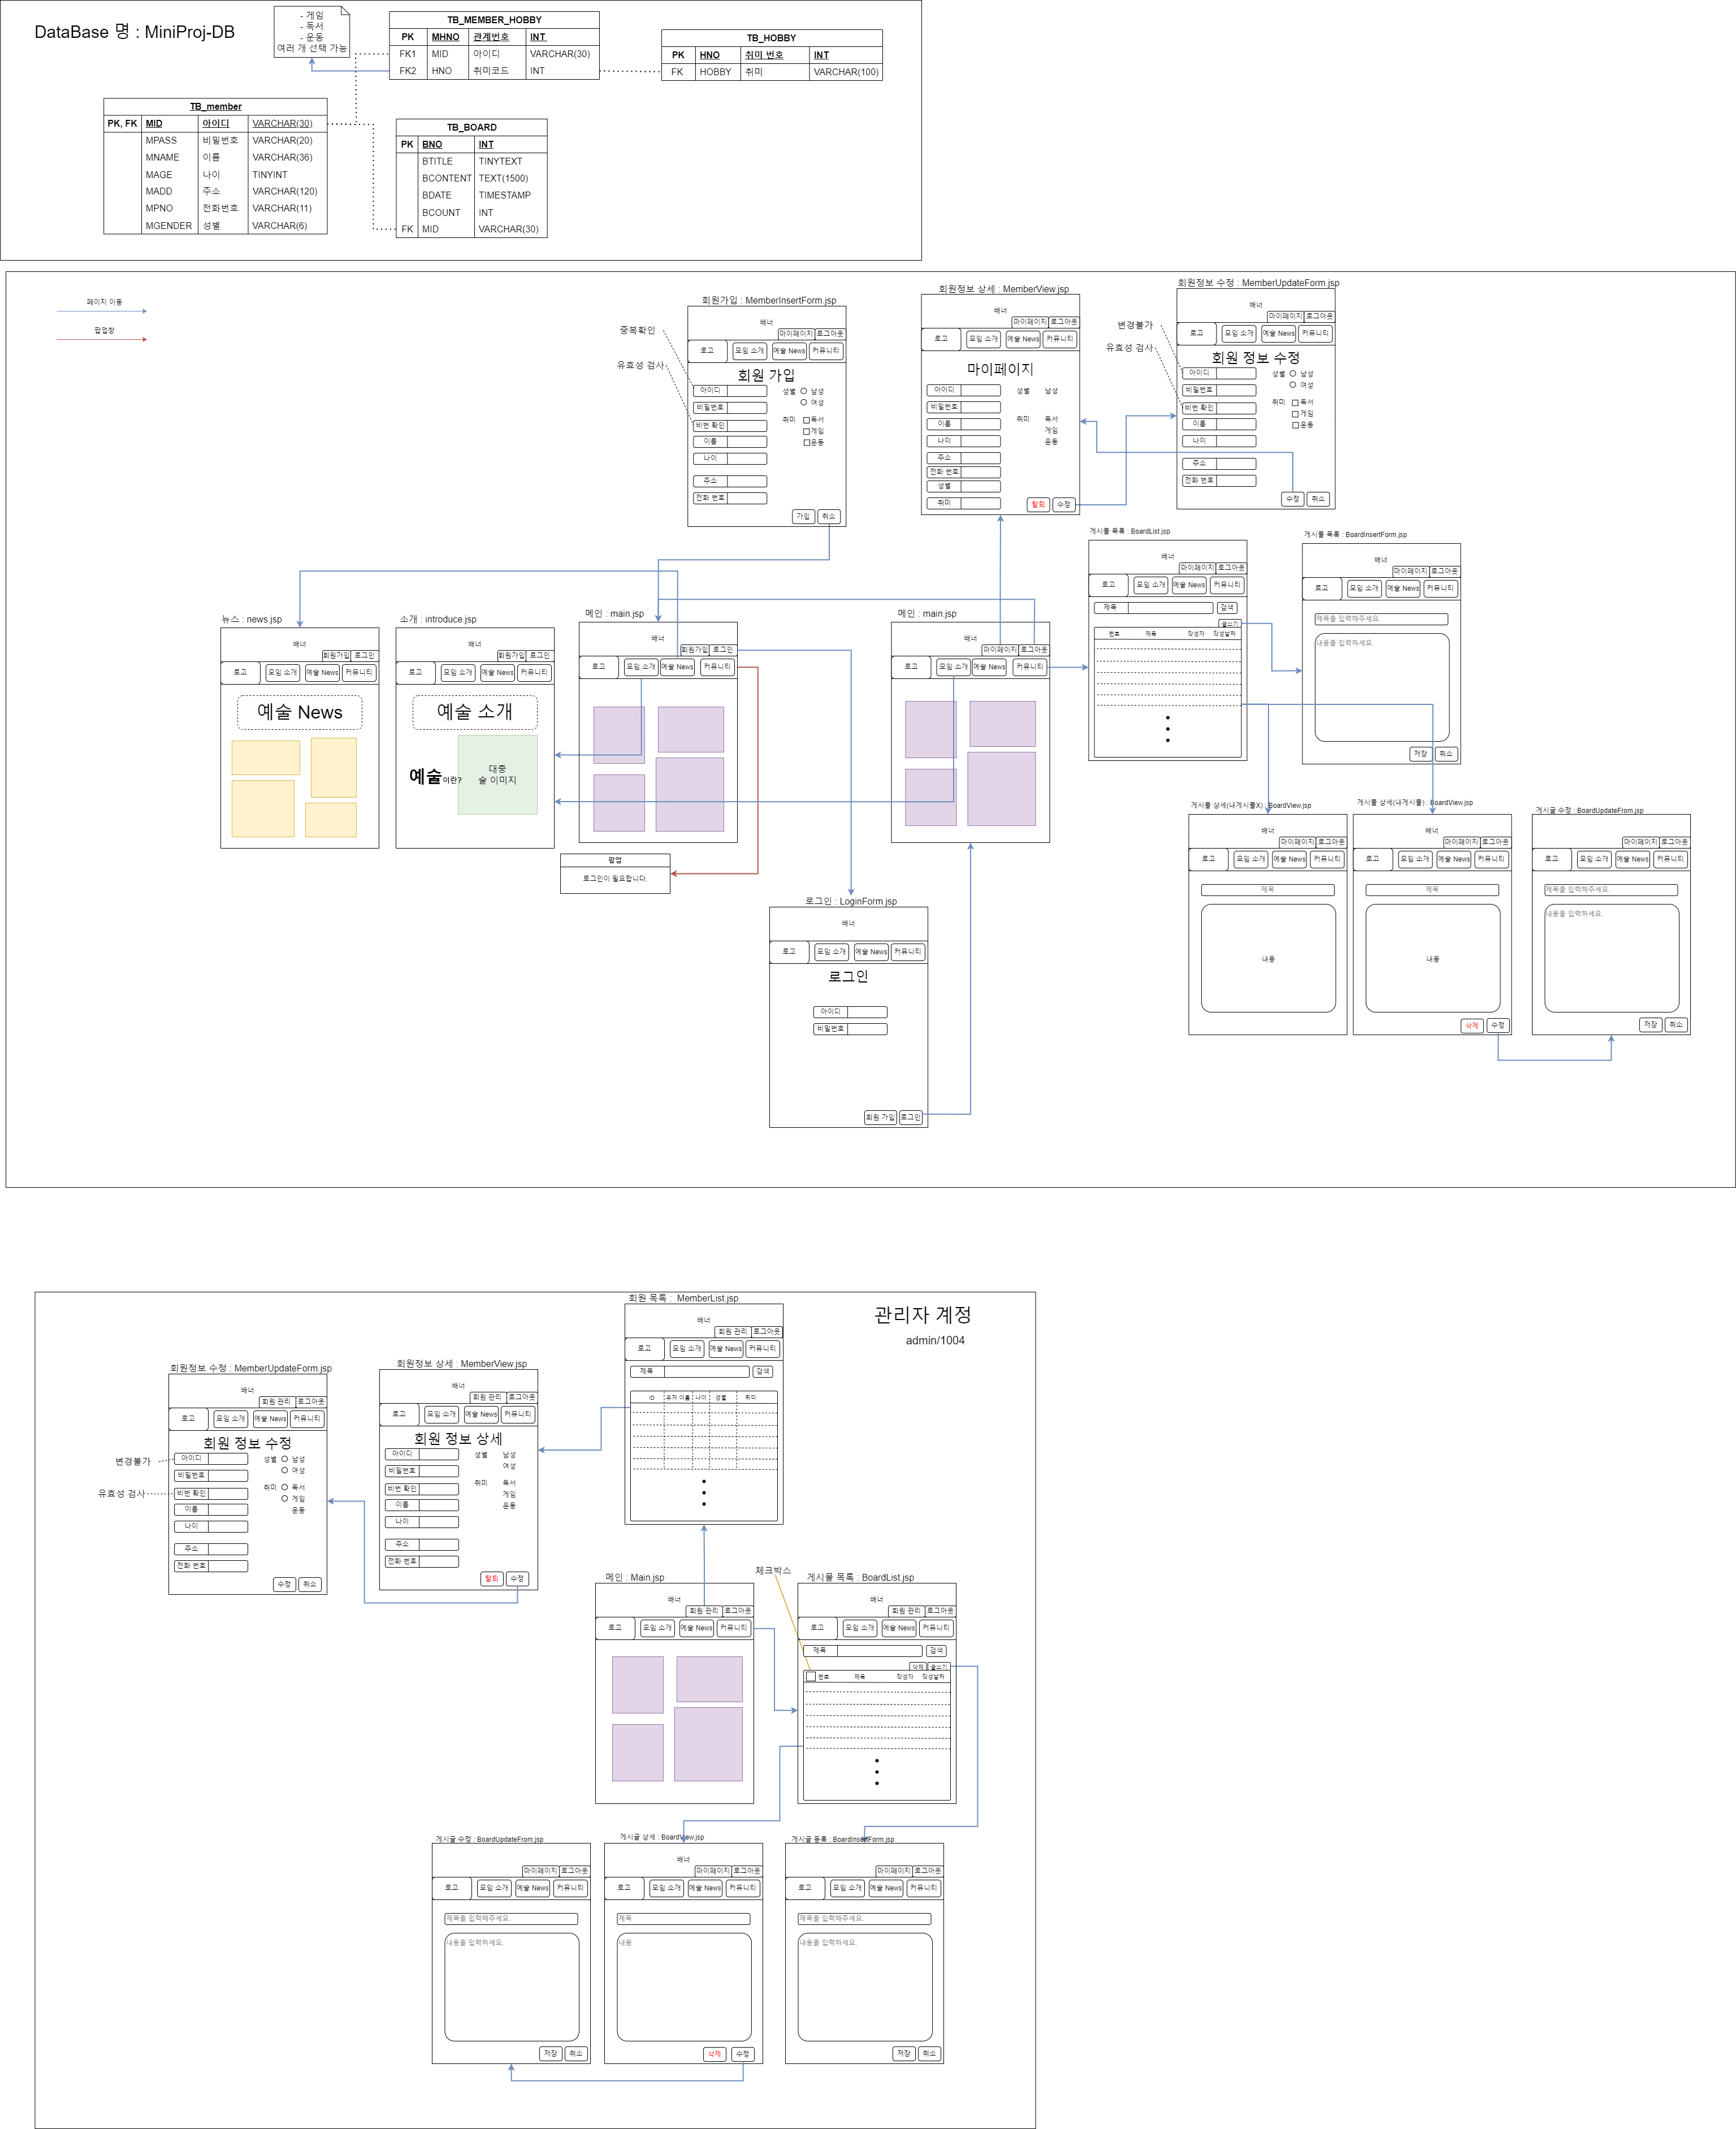 DataBase 명 : MiniProj-DB
- 게임
- 독서
- 운동
여러 개 선택 가능
TB_MEMBER_HOBBY
PK MHNO 관계번호 INT
FK1 MID 아이디 VARCHAR(30)
FK2 HNO 취미코드 INT
TB_HOBBY
PK HNO 취미 번호 INT
FK HOBBY 취미 VARCHAR(100)
TB_member
PK, FK MID 아이디 VARCHAR(30)
MPASS 비밀번호 VARCHAR(20)
MNAME 이름 VARCHAR(36)
MAGE 나이 TINYINT
MADD 주소 VARCHAR(120)
MPNO 전화번호 VARCHAR(11)
MGENDER 성별 VARCHAR(6)
TB_BOARD
PK BNO INT
BTITLE TINYTEXT
BCONTENT TEXT(1500)
BDATE TIMESTAMP
BCOUNT INT
FK MID VARCHAR(30)
페이지 이동
팝업창
회원가입 : MemberInsertForm.jsp
배너
마이페이지 로그아웃
로고 모임 소개 예술 News 커뮤니티
회원 가입
중복확인
유효성 검사
아이디
비밀번호
비번 확인
이름
나이
주소
전화 번호
성별 남성
여성
취미 독서
게임
운동
가입 취소
회원정보 상세 : MemberView.jsp
배너
마이페이지 로그아웃
로고 모임 소개 예술 News 커뮤니티
마이페이지
아이디
비밀번호
이름
나이
주소
전화 번호
성별
취미
성별 남성
취미 독서
게임
운동
탈퇴 수정
회원정보 수정 : MemberUpdateForm.jsp
배너
마이페이지 로그아웃
로고 모임 소개 예술 News 커뮤니티
회원 정보 수정
변경불가
유효성 검사
아이디
비밀번호
비번 확인
이름
나이
주소
전화 번호
성별 남성
여성
취미 독서
게임
운동
수정 취소
게시물 목록 : BoardList.jsp
배너
마이페이지 로그아웃
로고 모임 소개 예술 News 커뮤니티
제목 검색
글쓰기
번호 제목 작성자 작성날짜
게시물 목록 : BoardInsertForm.jsp
배너
마이페이지 로그아웃
로고 모임 소개 예술 News 커뮤니티
제목을 입력해주세요.
내용을 입력하세요.
저장 취소
뉴스 : news.jsp
배너
회원가입 로그인
로고 모임 소개 예술 News 커뮤니티
예술 News
소개 : introduce.jsp
배너
회원가입 로그인
로고 모임 소개 예술 News 커뮤니티
예술 소개
예술이란?
대중
술 이미지
메인 : main.jsp
배너
회원가입 로그인
로고 모임 소개 예술 News 커뮤니티
팝업
로그인이 필요합니다.
메인 : main.jsp
배너
마이페이지 로그아웃
로고 모임 소개 예술 News 커뮤니티
로그인 : LoginForm.jsp
배너
로고 모임 소개 예술 News 커뮤니티
로그인
아이디
비밀번호
회원 가입 로그인
게시물 상세(내게시물X) : BoardView.jsp
배너
마이페이지 로그아웃
로고 모임 소개 예술 News 커뮤니티
제목
내용
게시물 상세(내게시물) : BoardView.jsp
배너
마이페이지 로그아웃
로고 모임 소개 예술 News 커뮤니티
제목
내용
삭제 수정
게시글 수정 : BoardUpdateFrom.jsp
배너
마이페이지 로그아웃
로고 모임 소개 예술 News 커뮤니티
제목을 입력해주세요.
내용을 입력하세요.
저장 취소
관리자 계정
admin/1004
회원 목록 : MemberList.jsp
배너
회원 관리 로그아웃
로고 모임 소개 예술 News 커뮤니티
제목 검색
ID 유저 이름 나이 성별 취미
회원정보 수정 : MemberUpdateForm.jsp
배너
회원 관리 로그아웃
로고 모임 소개 예술 News 커뮤니티
회원 정보 수정
변경불가
유효성 검사
아이디
비밀번호
비번 확인
이름
나이
주소
전화 번호
성별 남성
여성
취미 독서
게임
운동
수정 취소
회원정보 상세 : MemberView.jsp
배너
회원 관리 로그아웃
로고 모임 소개 예술 News 커뮤니티
회원 정보 상세
아이디
비밀번호
비번 확인
이름
나이
주소
전화 번호
성별 남성
여성
취미 독서
게임
운동
탈퇴 수정
메인 : Main.jsp
배너
회원 관리 로그아웃
로고 모임 소개 예술 News 커뮤니티
체크박스
게시물 목록 : BoardList.jsp
배너
회원 관리 로그아웃
로고 모임 소개 예술 News 커뮤니티
제목 검색
삭제 글쓰기
번호 제목 작성자 작성날짜
게시글 수정 : BoardUpdateFrom.jsp
마이페이지 로그아웃
로고 모임 소개 예술 News 커뮤니티
제목을 입력해주세요.
내용을 입력하세요.
저장 취소
게시글 상세 : BoardView.jsp
배너
마이페이지 로그아웃
로고 모임 소개 예술 News 커뮤니티
제목
내용
삭제 수정
게시글 등록 : BoardInsertForm.jsp
마이페이지 로그아웃
로고 모임 소개 예술 News 커뮤니티
제목을 입력해주세요.
내용을 입력하세요.
저장 취소